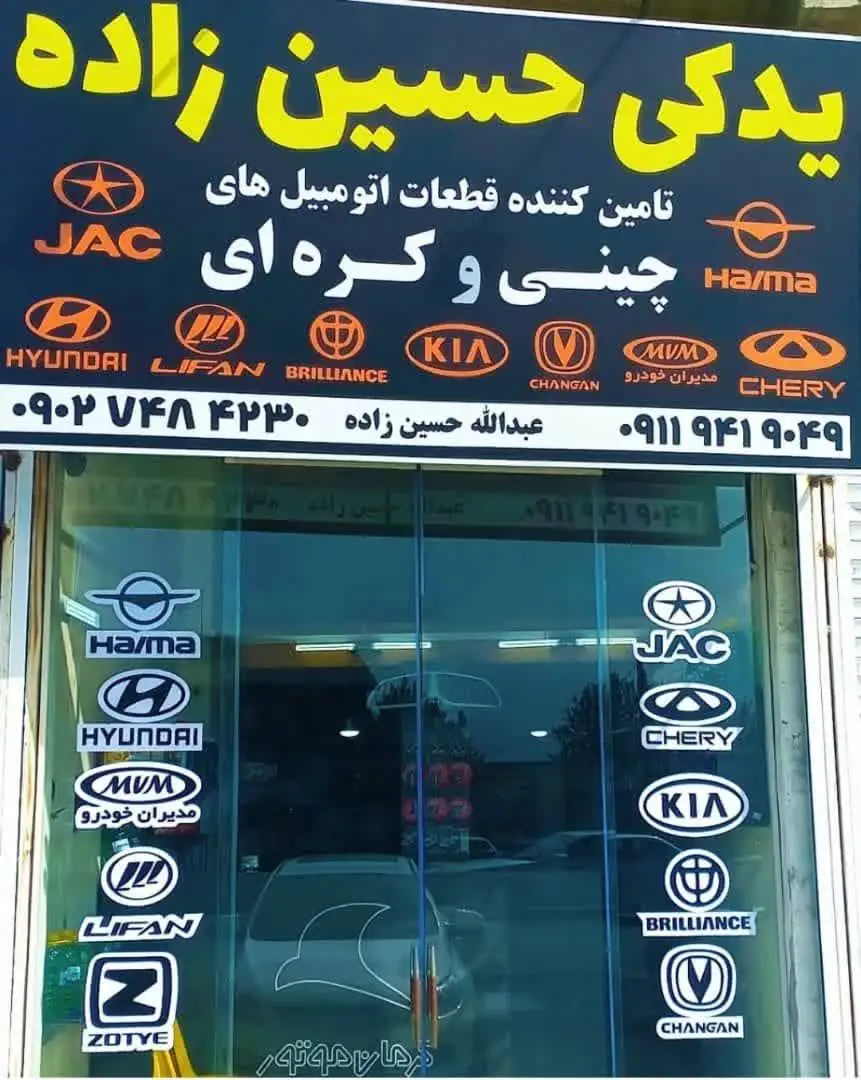 یدکی حسین زاده
تامین کننده قطعات اتومبیل های
چینی و کره ای
JAC
Haima
HYUNDAI
LIFAN
BRILLIANCE
KIA
CHANGAN
MVM
مدیران خودرو
CHERY
۰۹۰۲ ۷۴۸ ۴۲۳۰
عبدالله حسین زاده
۰۹۱۱ ۹۴۱ ۹۰۴۹
Haima
JAC
HYUNDAI
CHERY
MVM
مدیران خودرو
KIA
LIFAN
BRILLIANCE
ZOTYE
CHANGAN
کرمان موتور